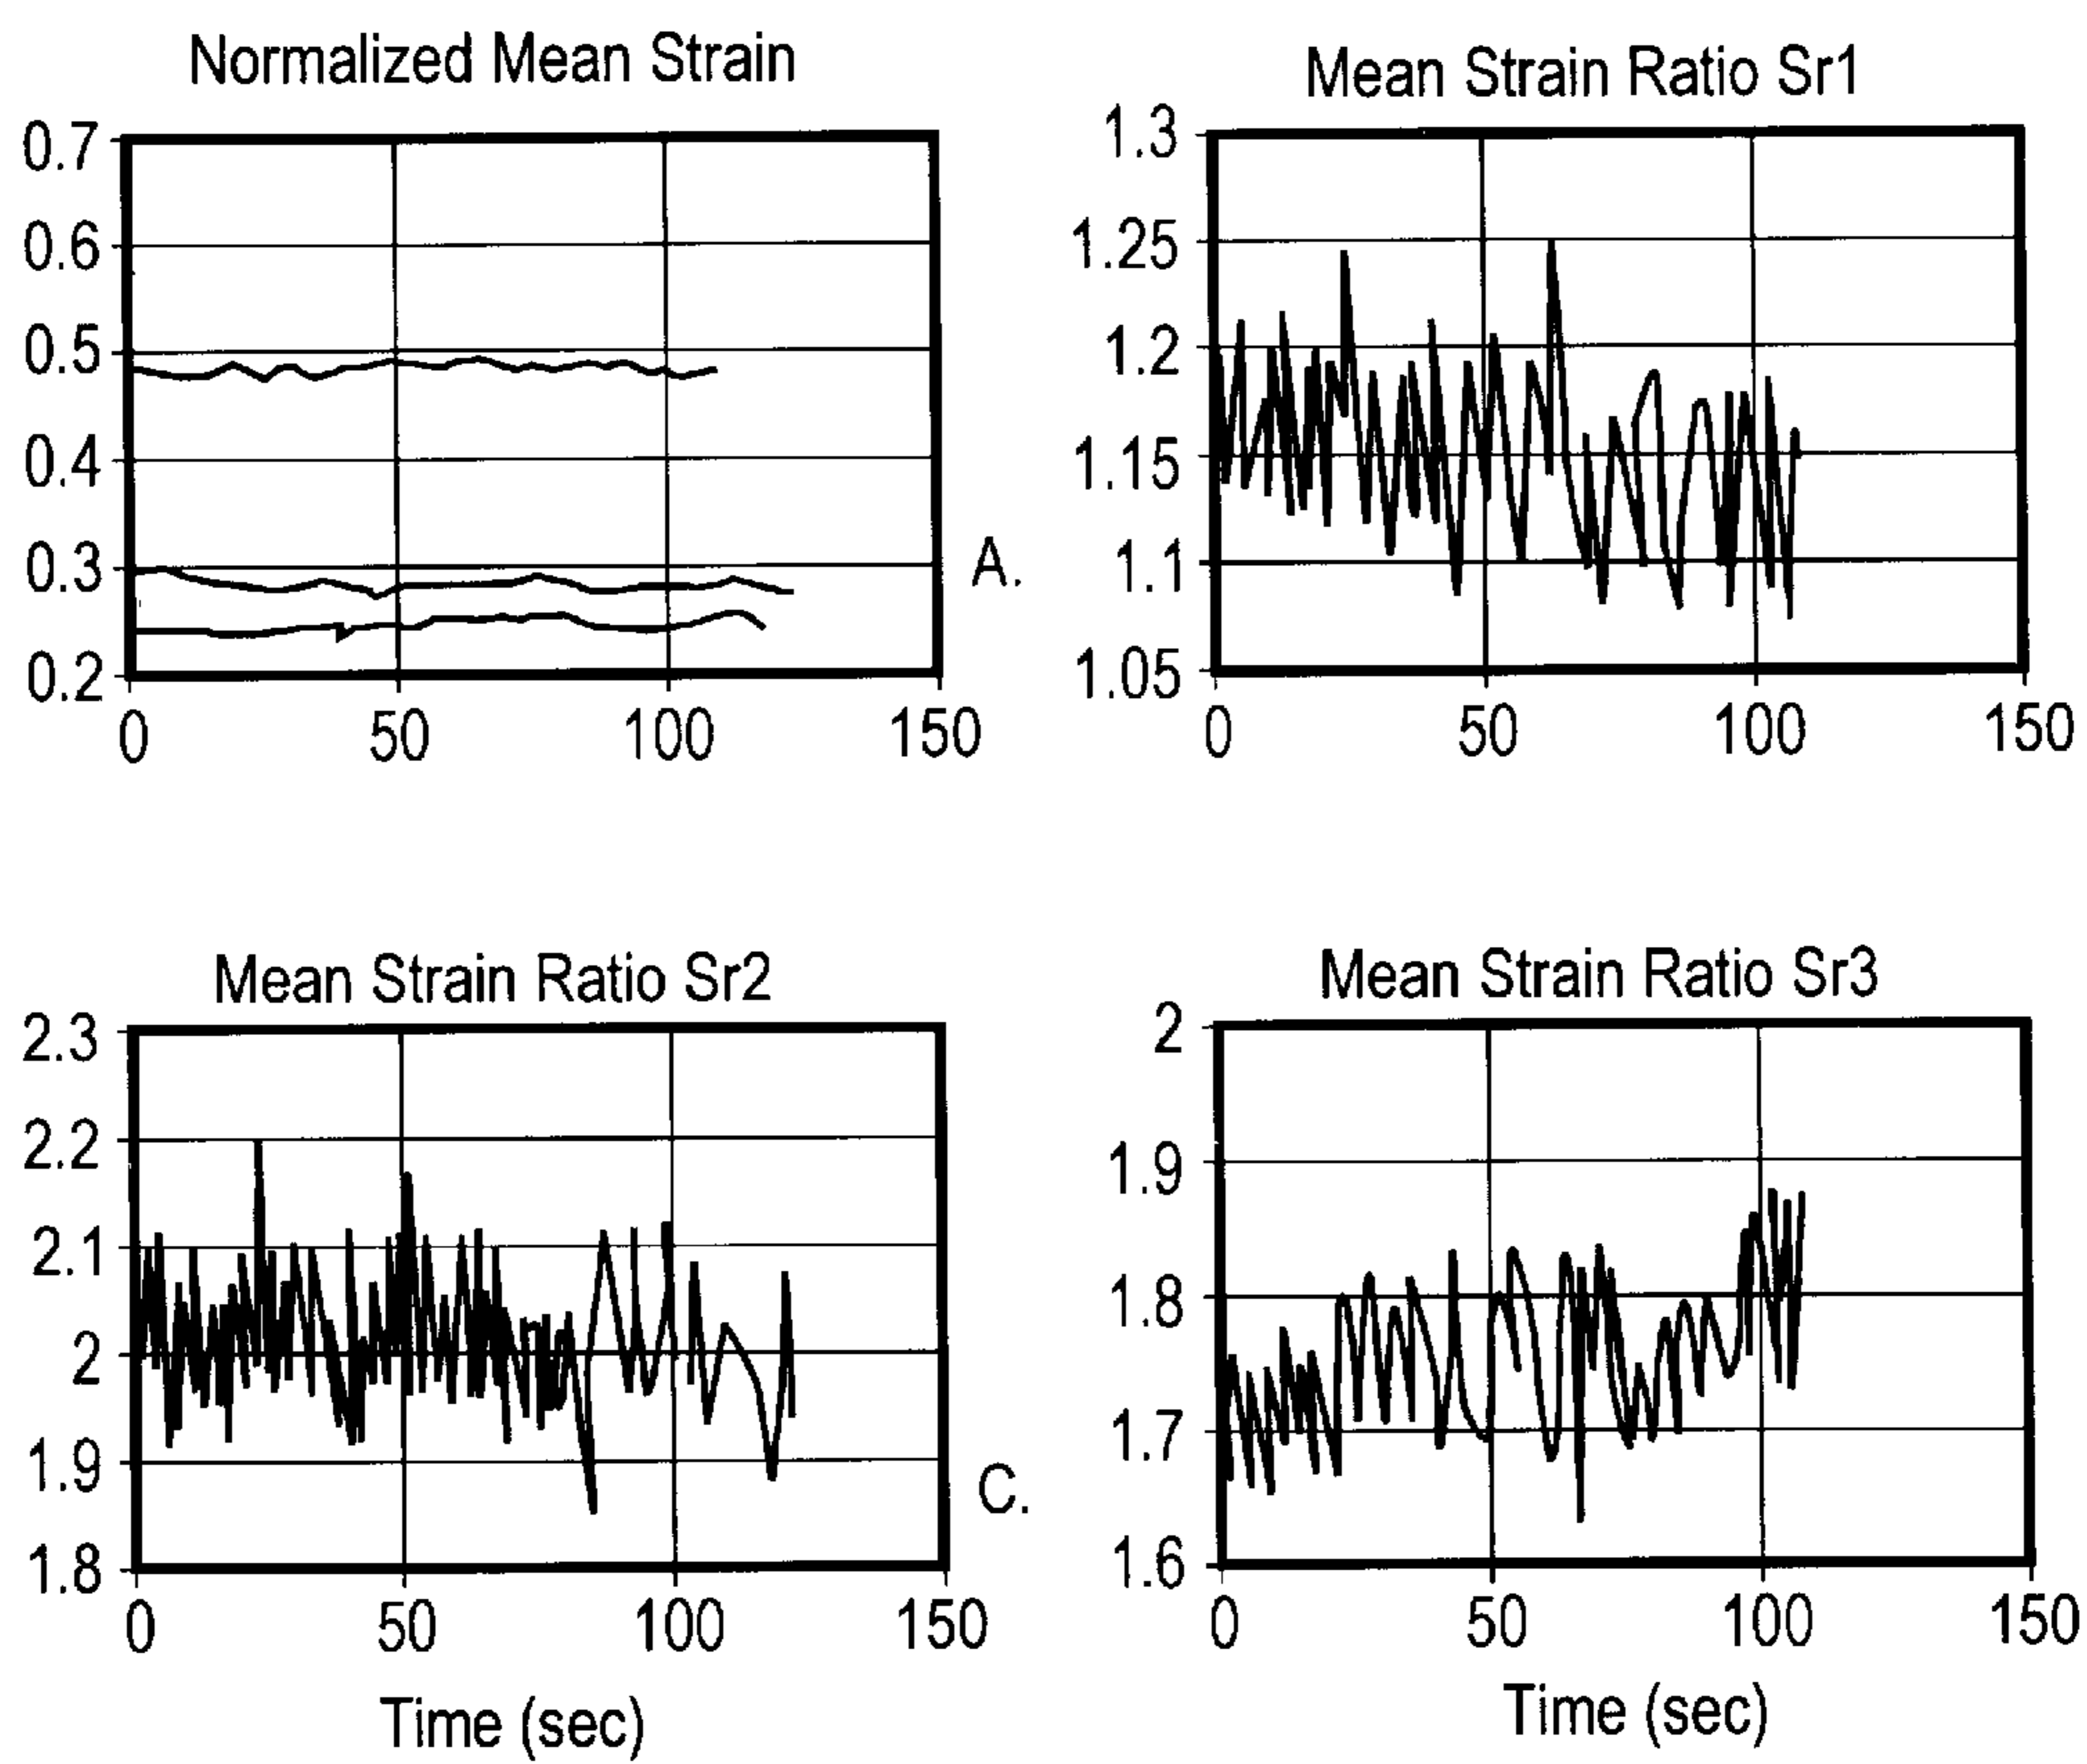 Normalized Mean Strain
0.7
0.6
0.5
0.4
0.3
0.2
0 50 100 150
A.
Mean Strain Ratio Sr1
1.3
1.25
1.2
1.15
1.1
1.05
0 50 100 150
Mean Strain Ratio Sr2
2.3
2.2
2.1
2
1.9
1.8
0 50 100 150
Time (sec)
C.
Mean Strain Ratio Sr3
2
1.9
1.8
1.7
1.6
0 50 100 150
Time (sec)